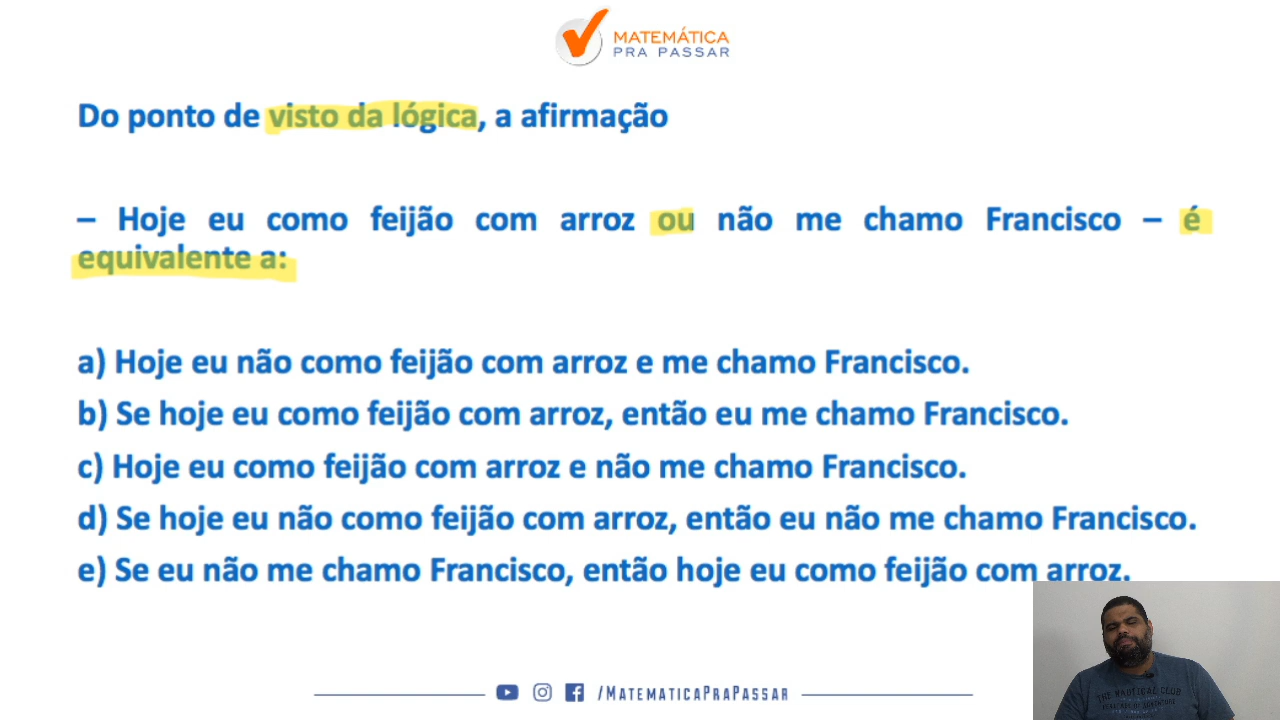 MATEMÁTICA
PRA PASSAR
Do ponto de visto da lógica, a afirmação
– Hoje eu como feijão com arroz ou não me chamo Francisco – é
equivalente a:
a) Hoje eu não como feijão com arroz e me chamo Francisco.
b) Se hoje eu como feijão com arroz, então eu me chamo Francisco.
c) Hoje eu como feijão com arroz e não me chamo Francisco.
d) Se hoje eu não como feijão com arroz, então eu não me chamo Francisco.
e) Se eu não me chamo Francisco, então hoje eu como feijão com arroz.
THE NAUTICAL CLUB
/MATEMATICAPRAPASSAR